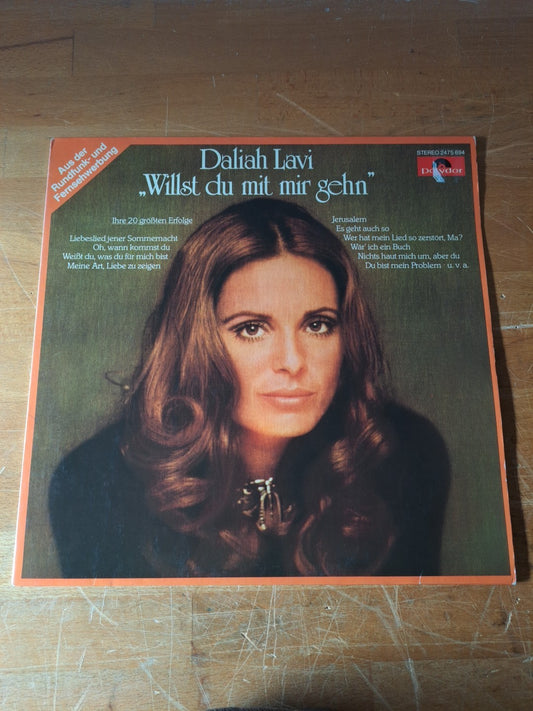 Aus der
Rundfunk- und
Fernsehwerbung
STEREO 2475 694
Polydor
Daliah Lavi
„Willst du mit mir gehn”
Ihre 20 größten Erfolge
Liebeslied jener Sommernacht
Oh, wann kommst du
Weißt du, was du für mich bist
Meine Art, Liebe zu zeigen
Jerusalem
Es geht auch so
Wer hat mein Lied so zerstört, Ma?
Wär' ich ein Buch
Nichts haut mich um, aber du
Du bist mein Problem u. v. a.